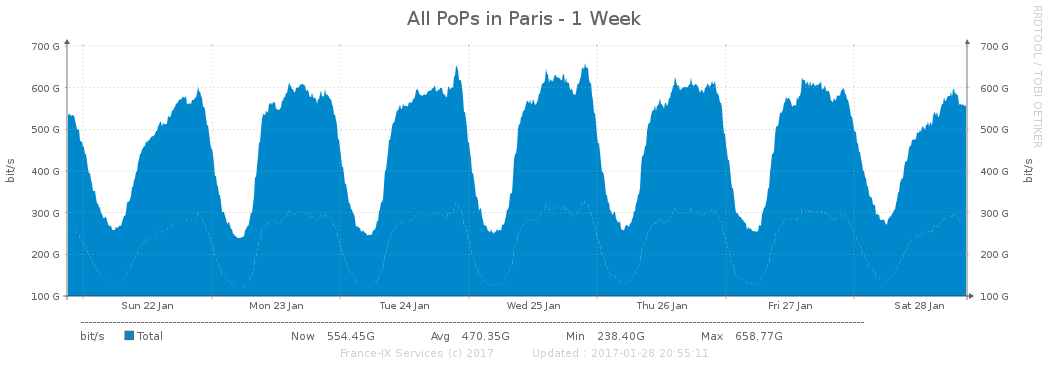 All PoPs in Paris - 1 Week
RRDTOOL / TOBI OETIKER
700 G 700 G
600 G 600 G
500 G 500 G
400 G 400 G
300 G 300 G
200 G 200 G
100 G 100 G
bit/s bit/s
Sun 22 Jan Mon 23 Jan Tue 24 Jan Wed 25 Jan Thu 26 Jan Fri 27 Jan Sat 28 Jan
bit/s Total Now 554.45G Avg 470.35G Min 238.40G Max 658.77G
France-IX Services (c) 2017 Updated : 2017-01-28 20:55:11